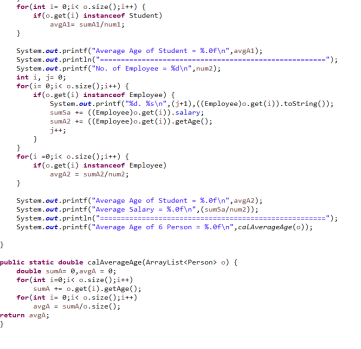 for(int i= 0;i< o.size();i++) {
if(o.get(i) instanceof Student)
avgA1= sumA1/num1;
}
System.out.printf("Average Age of Student = %.0f\n",avgA1);
System.out.println("=======================================================");
System.out.printf("No. of Employee = %d\n",num2);
int i, j= 0;
for(i= 0;i< o.size();i++) {
if(o.get(i) instanceof Employee) {
System.out.printf("%d. %s\n",(j+1),((Employee)o.get(i)).toString());
sumSa += ((Employee)o.get(i)).salary;
sumA2 += ((Employee)o.get(i)).getAge();
j++;
}
}
for(i =0;i< o.size();i++) {
if(o.get(i) instanceof Employee)
avgA2 = sumA2/num2;
}
System.out.printf("Average Age of Student = %.0f\n",avgA2);
System.out.printf("Average Salary = %.0f\n",(sumSa/num2));
System.out.println("=======================================================");
System.out.printf("Average Age of 6 Person = %.0f\n",calAverageAge(o));
}
public static double calAverageAge(ArrayList<Person> o) {
double sumA= 0,avgA = 0;
for(int i=0;i< o.size();i++)
sumA += o.get(i).getAge();
for(int i= 0;i< o.size();i++)
avgA = sumA/o.size();
return avgA;
}